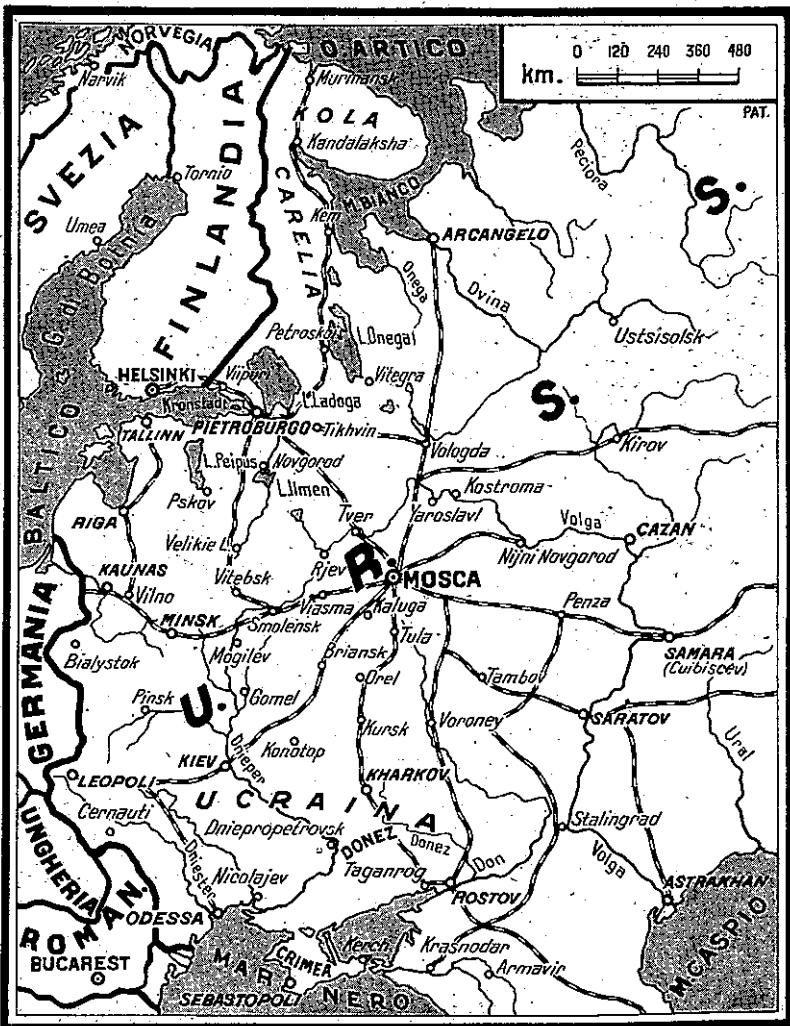 NORVEGIA
O. ARTICO
km. 0 120 240 360 480
PAT.
Narvik
Murmansk
KOLA
Kandalaksha
SVEZIA
FINLANDIA
CARELIA
Peciora
S.
Tornio
M. BIANCO
Umea
Kem
ARCANGELO
G. di Botnia
Onega
Dvina
Ustsisolsk
Petroskoi
L. Onega
Vitegra
S.
HELSINKI
Viipuri
Kronstadt
L. Ladoga
TALLINN
PIETROBURGO
Tikhvin
Vologda
Kirov
BALTICO
L. Peipus
Novgorod
Pskov
L. Ilmen
Kostroma
Yaroslavl
RIGA
Tver
Volga
CAZAN
Velikie L.
Rjev
R.
Nijni Novgorod
MOSCA
KAUNAS
Vilno
Vitebsk
Viasma
Kaluga
Penza
MINSK
Smolensk
Tula
SAMARA
(Cuibiscev)
Bialystok
Mogilev
Briansk
Orel
Tambov
GERMANIA
Pinsk
U.
Gomel
Kursk
Voroney
SARATOV
Ural
KIEV
Dnieper
Konotop
LEOPOLI
KHARKOV
UCRAINA
Cernauti
Dniepropetrovsk
DONEZ
Donez
Stalingrad
UNGHERIA
Dniester
Nicolajev
Taganrog
Don
Volga
ROSTOV
ASTRAKHAN
ODESSA
ROMAN.
BUCAREST
MAR NERO
CRIMEA
Kerch
Krasnodar
Armavir
SEBASTOPOLI
M. CASPIO